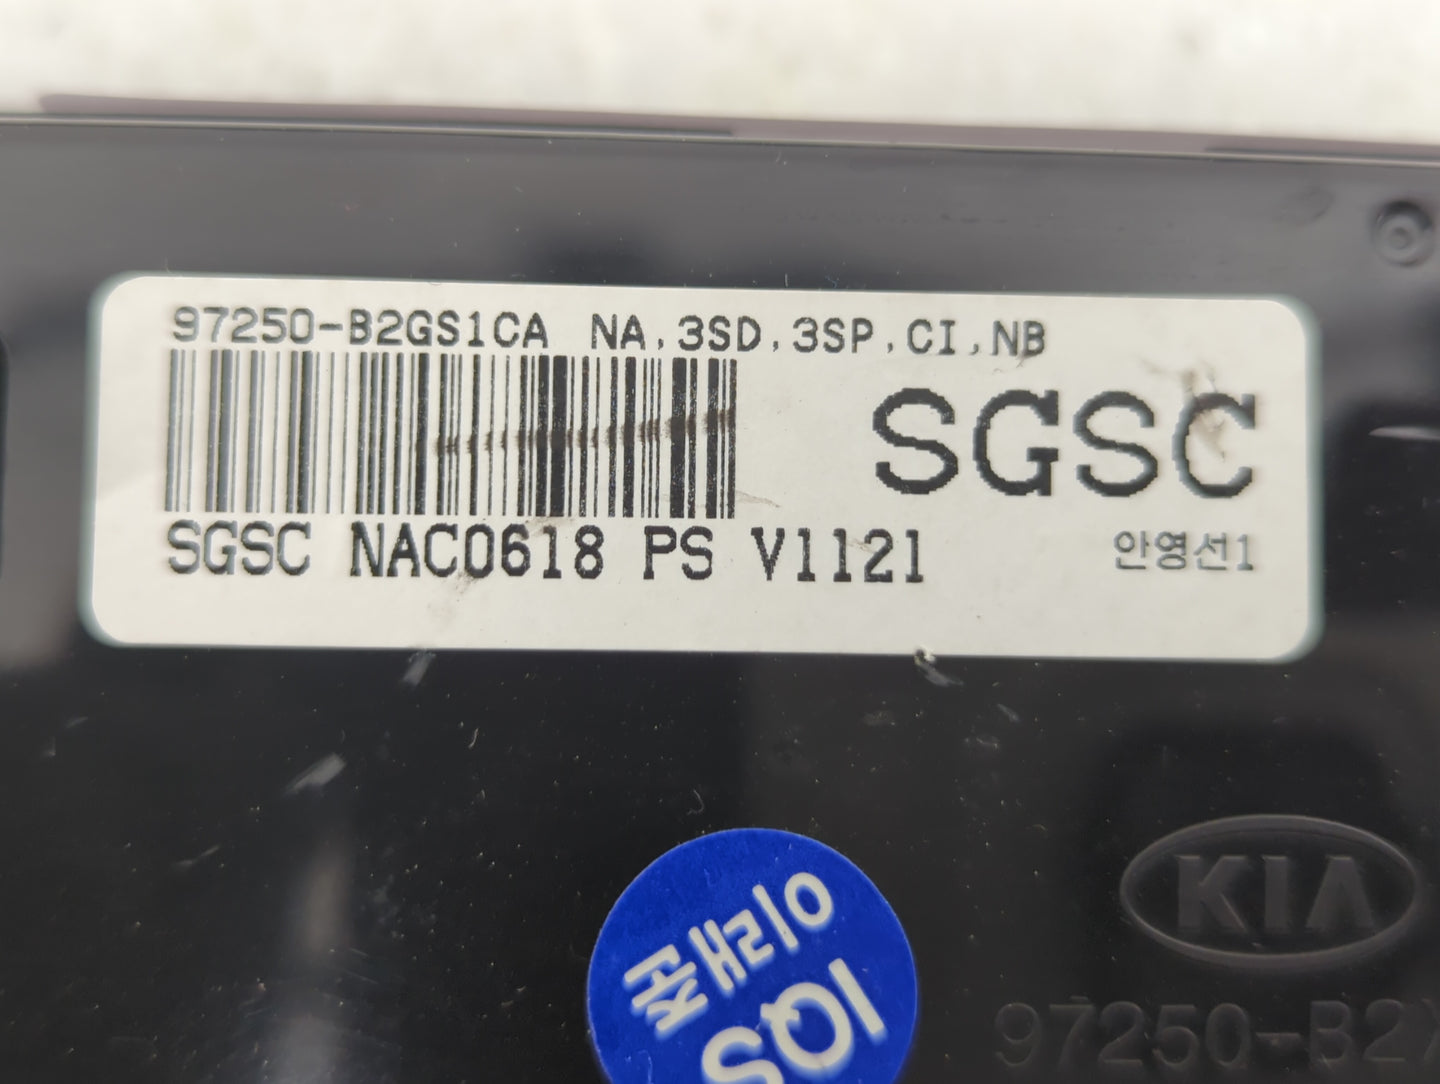 97250-B2GS1CA NA,3SD,3SP,CI,NB
SGSC
SGSC NAC0618 PS V1121
안영선1
KIA
97250-B2
IQS